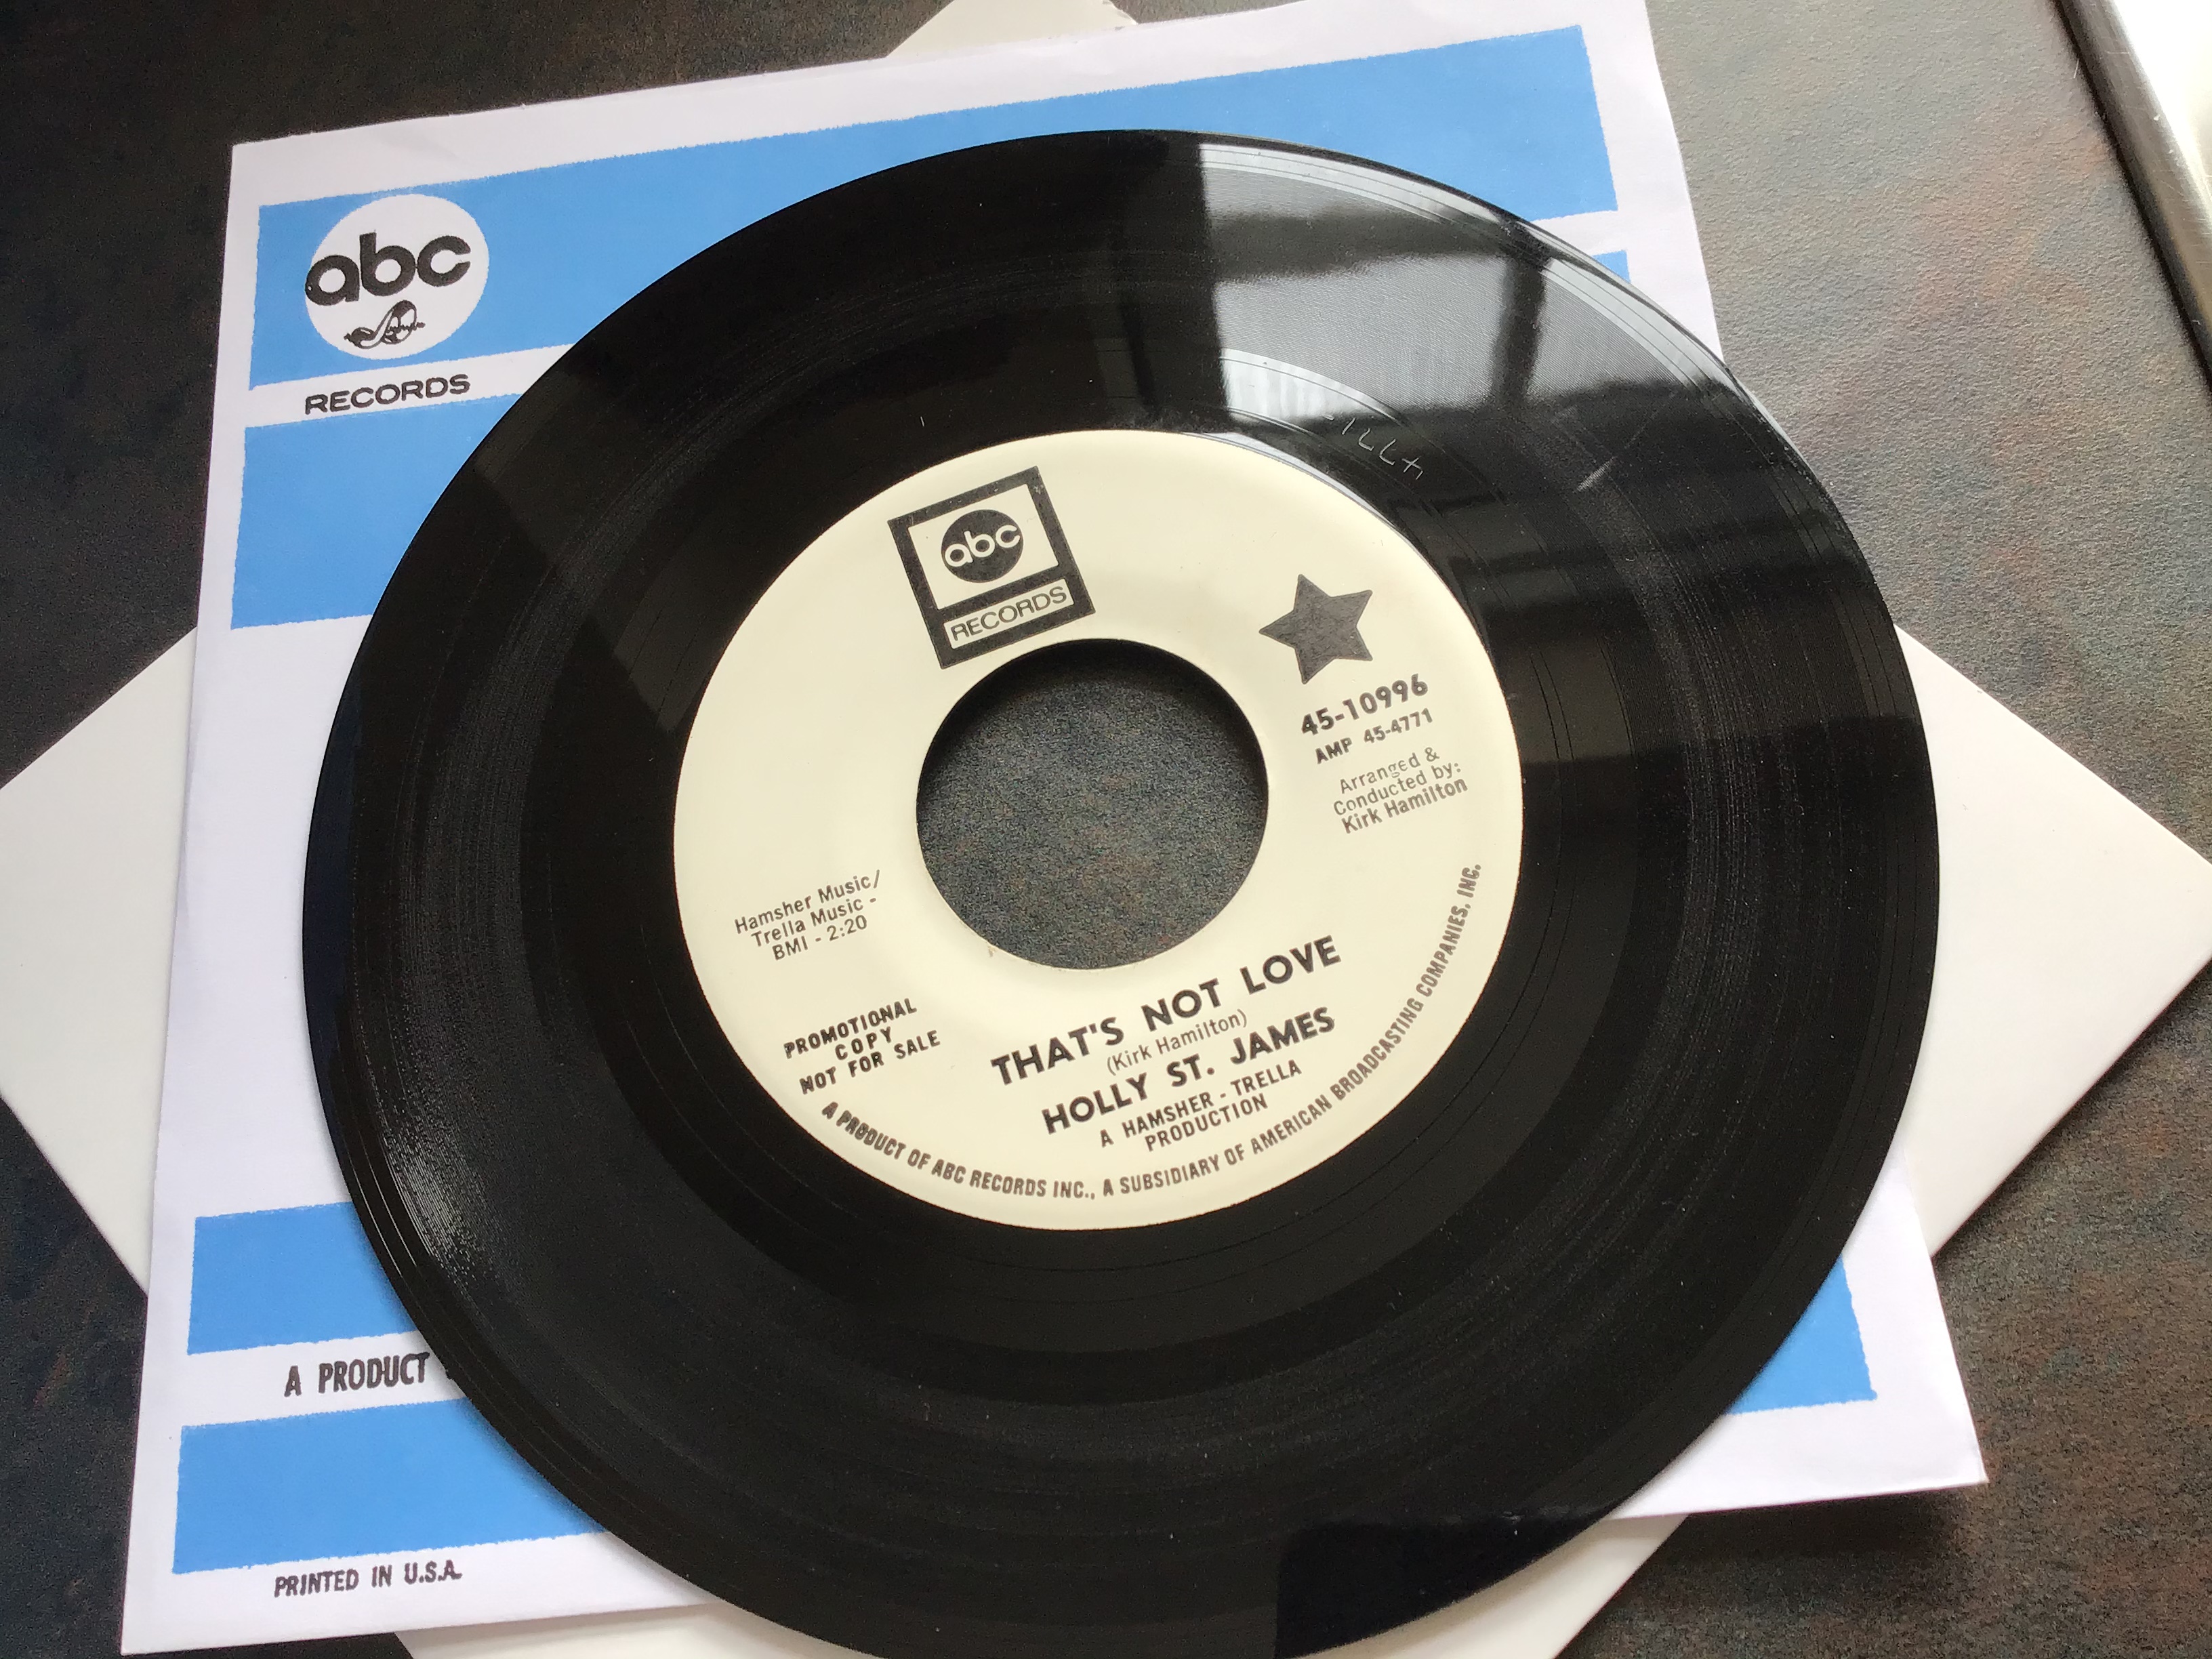 abc
RECORDS
abc
RECORDS
45-10996
AMP 45-4771
Arranged &
Conducted by:
Kirk Hamilton
Hamsher Music/
Trella Music -
BMI - 2:20
PROMOTIONAL
COPY
NOT FOR SALE
THAT'S NOT LOVE
(Kirk Hamilton)
HOLLY ST. JAMES
A HAMSHER - TRELLA
PRODUCTION
A PRODUCT OF ABC RECORDS INC., A SUBSIDIARY OF AMERICAN BROADCASTING COMPANIES, INC.
A PRODUCT
PRINTED IN U.S.A.